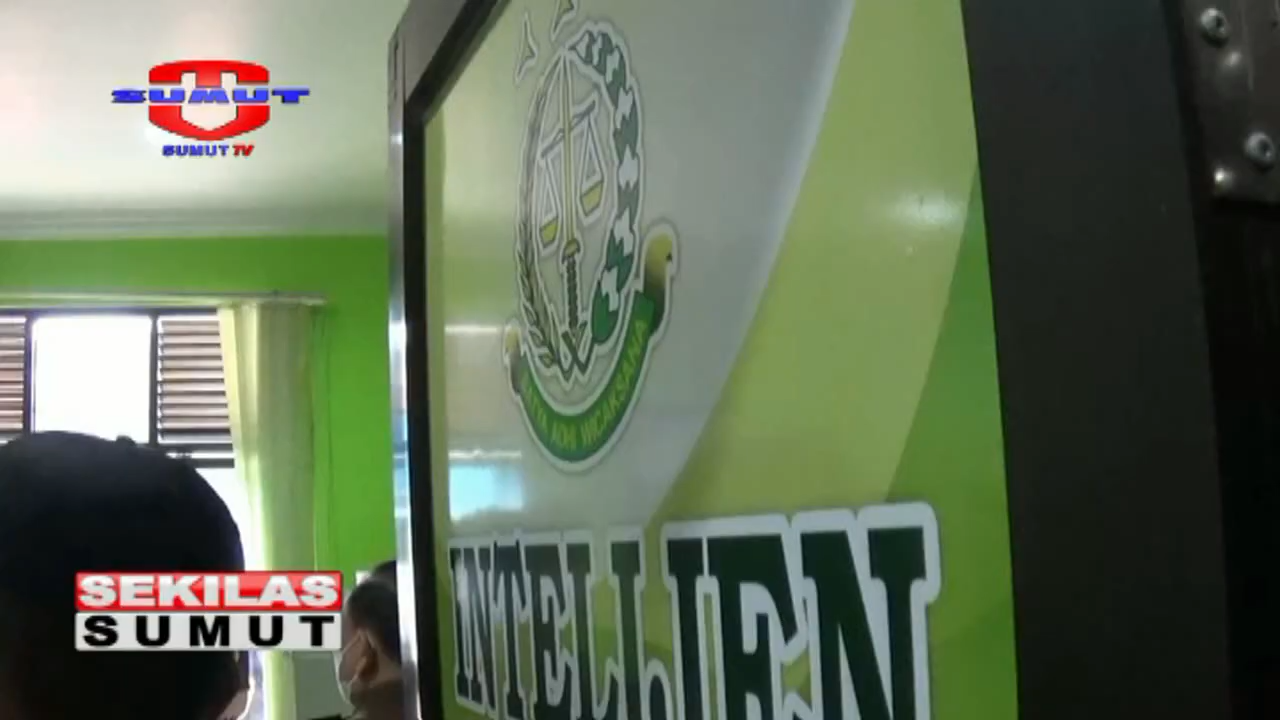 SUMUT
SUMUT TV
SATYA ADHI WICAKSANA
INTELIJEN
SEKILAS
SUMUT